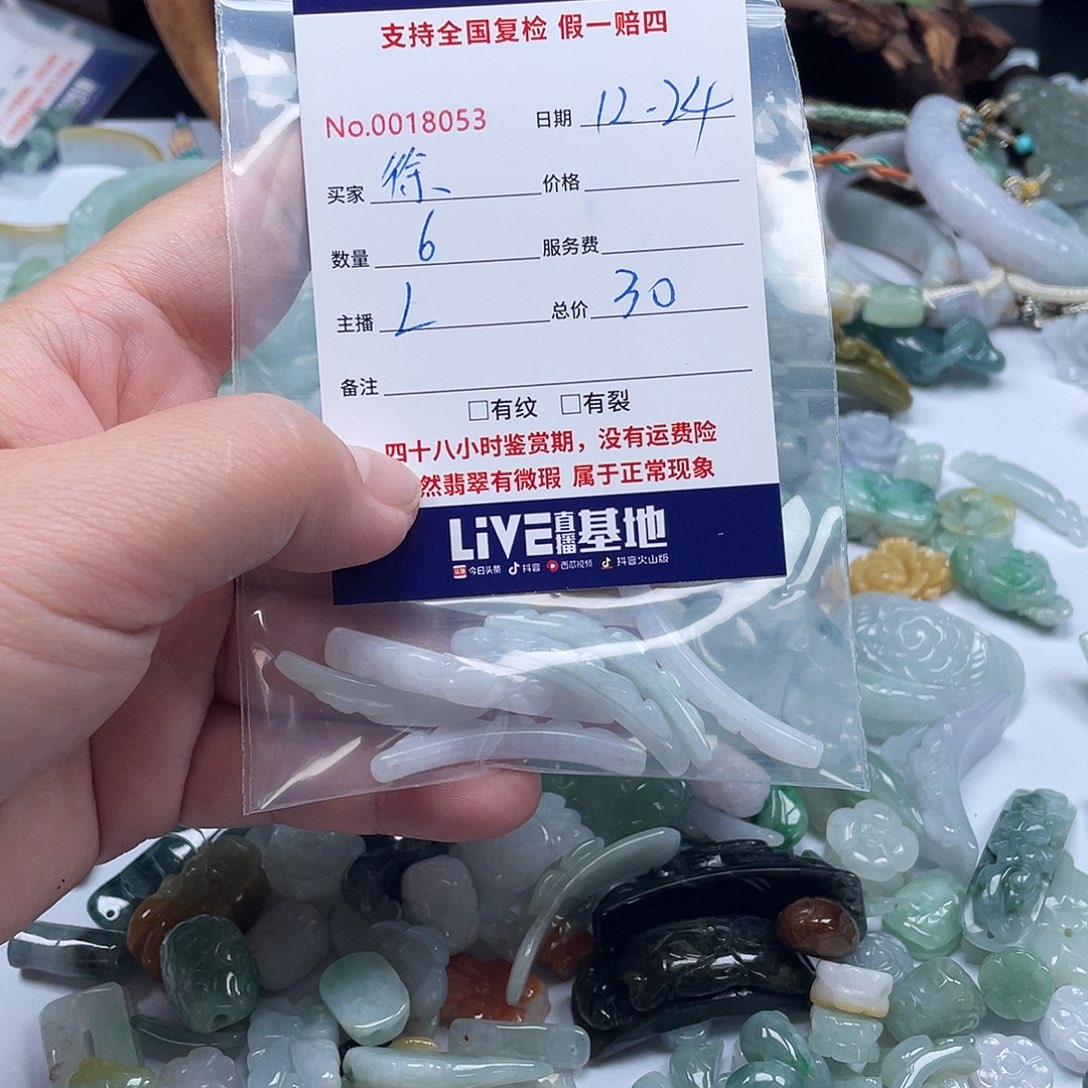 支持全国复检 假一赔四
No.0018053 日期 12-24
买家 徐 价格
数量 6 服务费
主播 L 总价 30
备注
□有纹 □有裂
四十八小时鉴赏期，没有运费险
然翡翠有微瑕 属于正常现象
LiVE直播基地
头条 今日头条 抖音 西瓜视频 抖音火山版